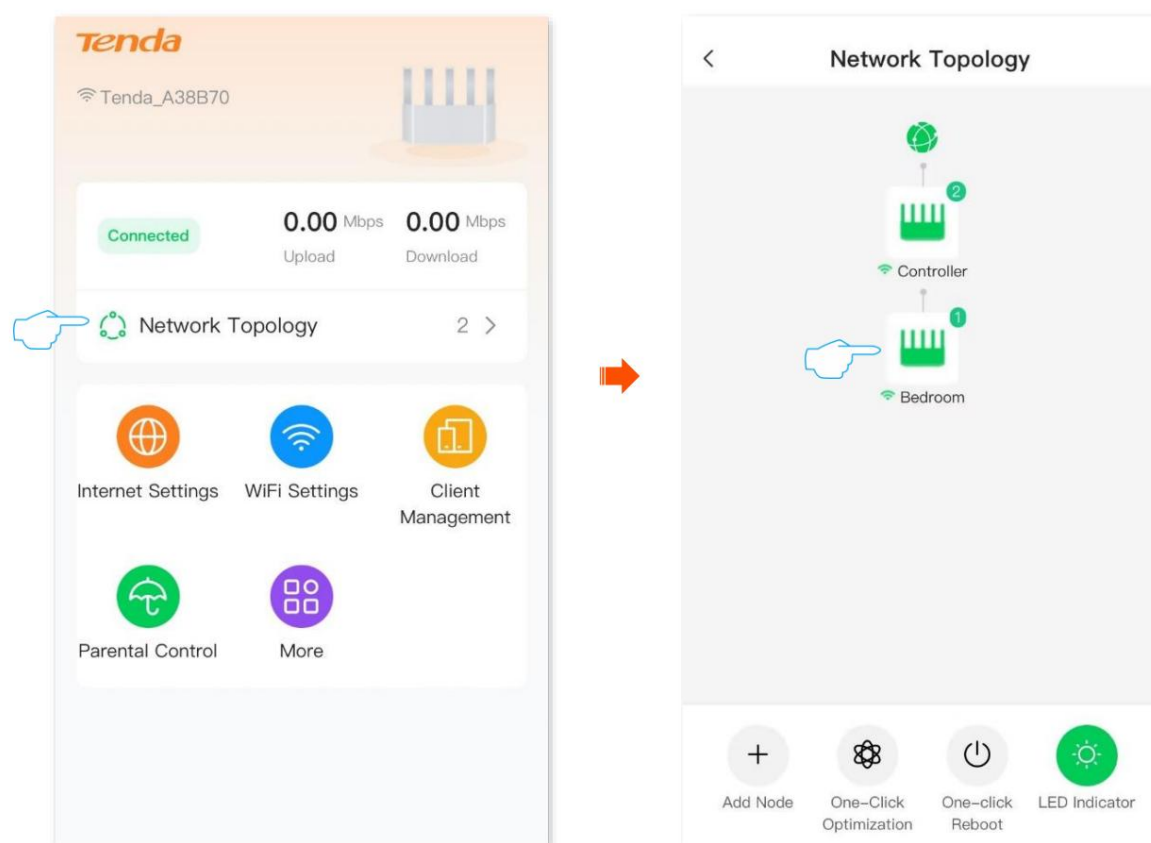 Tenda
Tenda_A38B70
Connected
0.00 Mbps
Upload
0.00 Mbps
Download
Network Topology
2
Internet Settings
WiFi Settings
Client
Management
Parental Control
More
Network Topology
2
Controller
1
Bedroom
Add Node
One-Click
Optimization
One-click
Reboot
LED Indicator